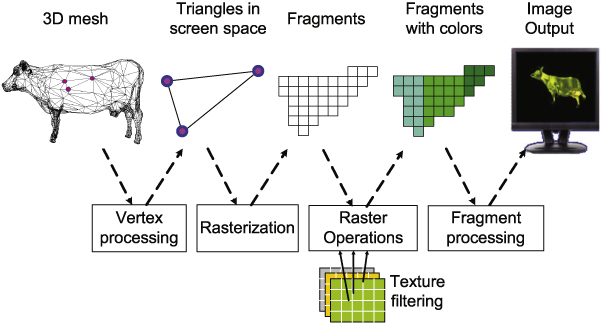 3D mesh
Triangles in
screen space
Fragments
Fragments
with colors
Image
Output
Vertex
processing
Rasterization
Raster
Operations
Fragment
processing
Texture
filtering